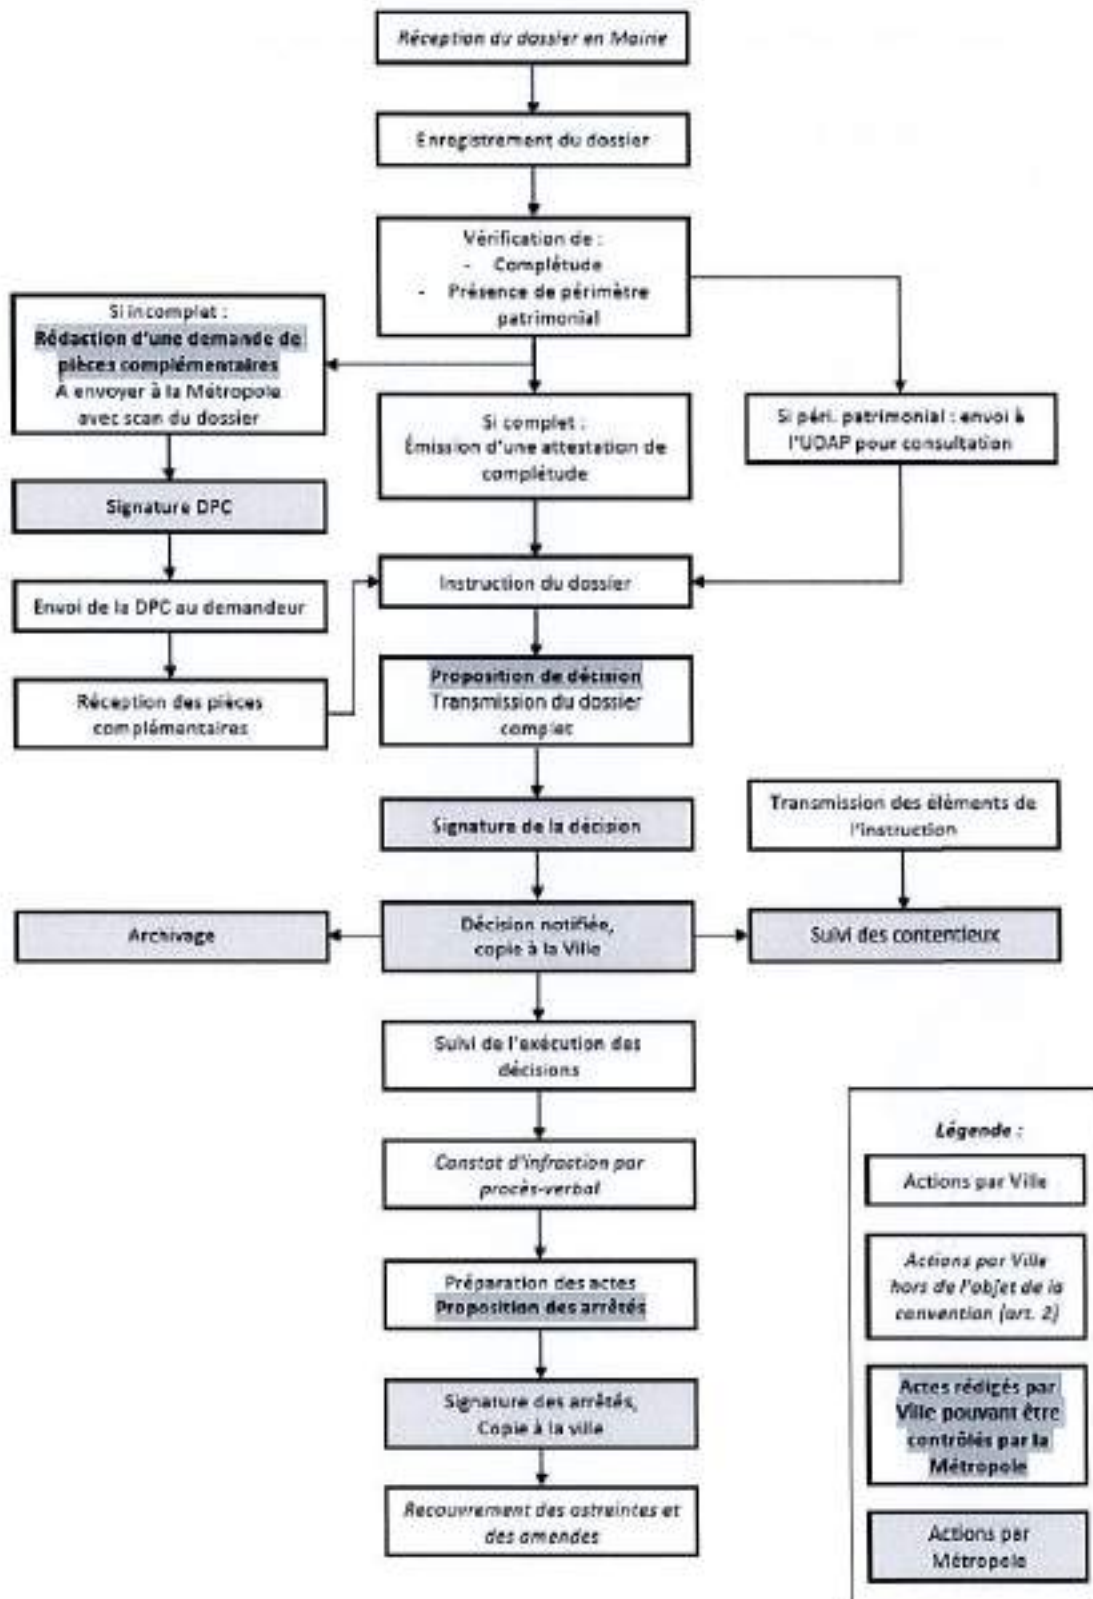 Réception du dossier en Mairie
Enregistrement du dossier
Vérification de :
- Complétude
- Présence de périmètre
patrimonial
Si incomplet :
Rédaction d'une demande de
pièces complémentaires
A envoyer à la Métropole
avec scan du dossier
Si complet :
Émission d'une attestation de
complétude
Si péri. patrimonial : envoi à
l'UDAP pour consultation
Signature DPC
Envoi de la DPC au demandeur
Instruction du dossier
Réception des pièces
complémentaires
Proposition de décision
Transmission du dossier
complet
Signature de la décision
Transmission des éléments de
l'instruction
Archivage
Décision notifiée,
copie à la Ville
Suivi des contentieux
Suivi de l'exécution des
décisions
Constat d'infraction par
procès-verbal
Préparation des actes
Proposition des arrêtés
Signature des arrêtés,
Copie à la ville
Recouvrement des astreintes et
des amendes
Légende :
Actions par Ville
Actions par Ville
hors de l'objet de la
convention (art. 2)
Actes rédigés par
Ville pouvant être
contrôlés par la
Métropole
Actions par
Métropole